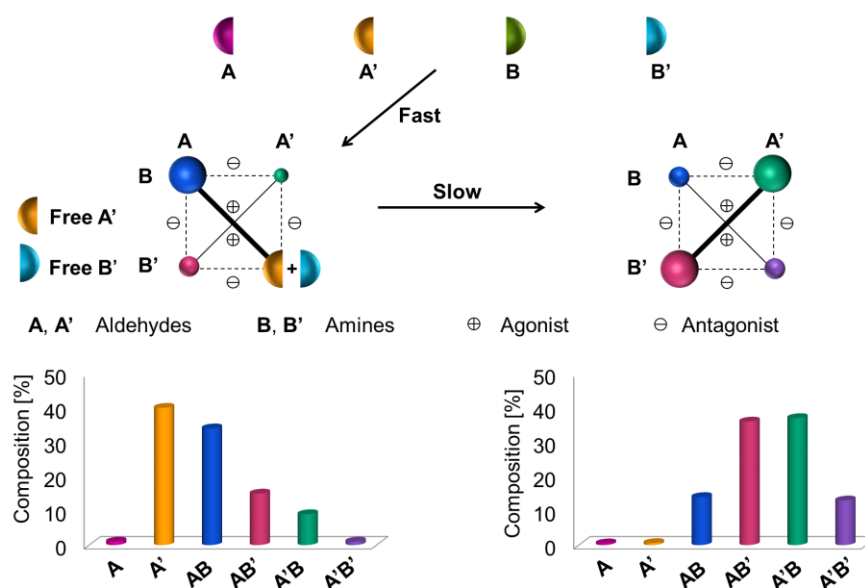 A A’ B B’
Fast
A A’
B
Free A’
Free B’
B’
+
Slow
A A’
B
B’
A, A’ Aldehydes B, B’ Amines ⊕ Agonist ⊖ Antagonist
Composition [%]
50
40
30
20
10
0
A A’ AB AB’ A’B A’B’
Composition [%]
50
40
30
20
10
0
A A’ AB AB’ A’B A’B’